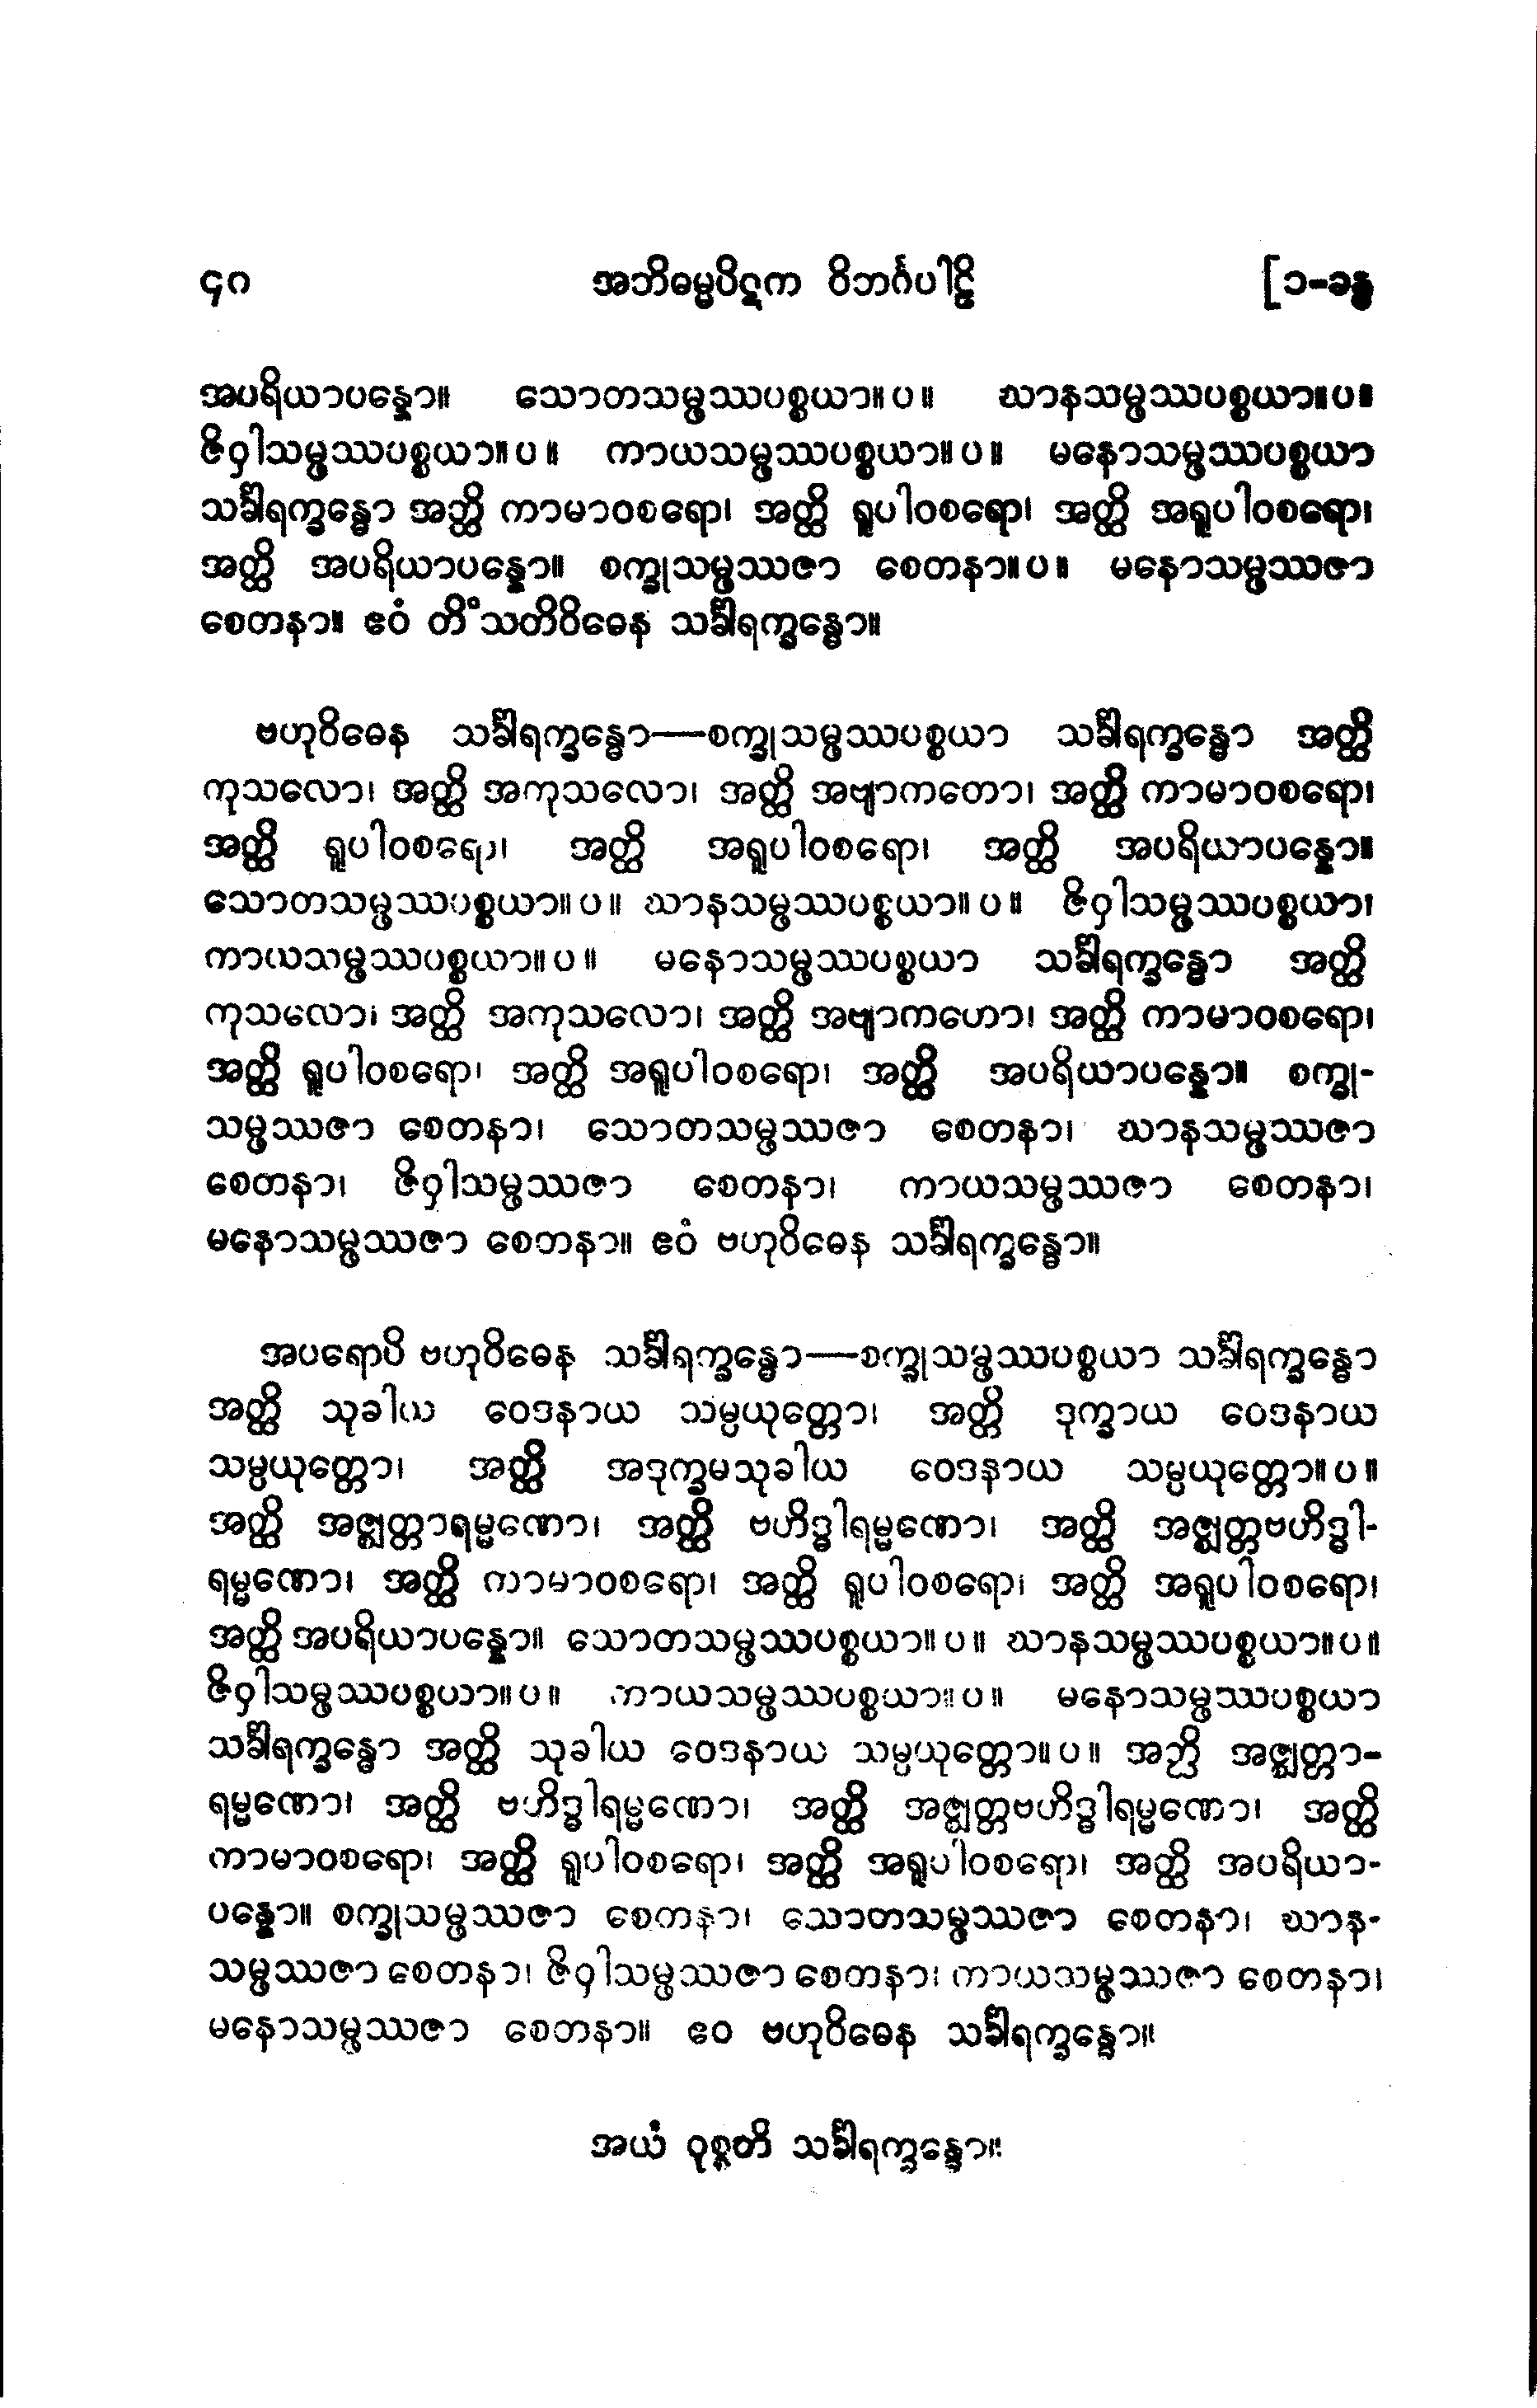 ၄၈ အဘိဓမ္မပိဋက ဝိဘင်္ဂပါဠိ [၁-ခန္ဓ
အပရိယာပန္နော။ သောတသမ္ဖဿပစ္စယာ။ပ။ ဃာနသမ္ဖဿပစ္စယာ။ပ။
ဇိဝှါသမ္ဖဿပစ္စယာ။ပ။ ကာယသမ္ဖဿပစ္စယာ။ပ။ မနောသမ္ဖဿပစ္စယာ
သင်္ခါရက္ခန္ဓော အတ္ထိ ကာမာဝစရော၊ အတ္ထိ ရူပါဝစရော၊ အတ္ထိ အရူပါဝစရော၊
အတ္ထိ အပရိယာပန္နော။ စက္ခုသမ္ဖဿဇာ စေတနာ။ပ။ မနောသမ္ဖဿဇာ
စေတနာ။ ဧဝံ တိံသတိဝိဓေန သင်္ခါရက္ခန္ဓော။
ဗဟုဝိဓေန သင်္ခါရက္ခန္ဓော—စက္ခုသမ္ဖဿပစ္စယာ သင်္ခါရက္ခန္ဓော အတ္ထိ
ကုသလော၊ အတ္ထိ အကုသလော၊ အတ္ထိ အဗျာကတော၊ အတ္ထိ ကာမာဝစရော၊
အတ္ထိ ရူပါဝစရော၊ အတ္ထိ အရူပါဝစရော၊ အတ္ထိ အပရိယာပန္နော။
သောတသမ္ဖဿပစ္စယာ။ပ။ ဃာနသမ္ဖဿပစ္စယာ။ပ။ ဇိဝှါသမ္ဖဿပစ္စယာ၊
ကာယသမ္ဖဿပစ္စယာ။ပ။ မနောသမ္ဖဿပစ္စယာ သင်္ခါရက္ခန္ဓော အတ္ထိ
ကုသလော၊ အတ္ထိ အကုသလော၊ အတ္ထိ အဗျာကဟော၊ အတ္ထိ ကာမာဝစရော၊
အတ္ထိ ရူပါဝစရော၊ အတ္ထိ အရူပါဝစရော၊ အတ္ထိ အပရိယာပန္နော။ စက္ခု-
သမ္ဖဿဇာ စေတနာ၊ သောတသမ္ဖဿဇာ စေတနာ၊ ဃာနသမ္ဖဿဇာ
စေတနာ၊ ဇိဝှါသမ္ဖဿဇာ စေတနာ၊ ကာယသမ္ဖဿဇာ စေတနာ၊
မနောသမ္ဖဿဇာ စေတနာ။ ဧဝံ ဗဟုဝိဓေန သင်္ခါရက္ခန္ဓော။
အပရောပိ ဗဟုဝိဓေန သင်္ခါရက္ခန္ဓော—စက္ခုသမ္ဖဿပစ္စယာ သင်္ခါရက္ခန္ဓော
အတ္ထိ သုခါယ ဝေဒနာယ သမ္ပယုတ္တော၊ အတ္ထိ ဒုက္ခာယ ဝေဒနာယ
သမ္ပယုတ္တော၊ အတ္ထိ အဒုက္ခမသုခါယ ဝေဒနာယ သမ္ပယုတ္တော။ပ။
အတ္ထိ အဇ္ဈတ္တာရမ္မဏော၊ အတ္ထိ ဗဟိဒ္ဓါရမ္မဏော၊ အတ္ထိ အဇ္ဈတ္တဗဟိဒ္ဓါ-
ရမ္မဏော၊ အတ္ထိ ကာမာဝစရော၊ အတ္ထိ ရူပါဝစရော၊ အတ္ထိ အရူပါဝစရော၊
အတ္ထိ အပရိယာပန္နော။ သောတသမ္ဖဿပစ္စယာ။ပ။ ဃာနသမ္ဖဿပစ္စယာ။ပ။
ဇိဝှါသမ္ဖဿပစ္စယာ။ပ။ ကာယသမ္ဖဿပစ္စယာ။ပ။ မနောသမ္ဖဿပစ္စယာ
သင်္ခါရက္ခန္ဓော အတ္ထိ သုခါယ ဝေဒနာယ သမ္ပယုတ္တော။ပ။ အတ္ထိ အဇ္ဈတ္တာ-
ရမ္မဏော၊ အတ္ထိ ဗဟိဒ္ဓါရမ္မဏော၊ အတ္ထိ အဇ္ဈတ္တဗဟိဒ္ဓါရမ္မဏော၊ အတ္ထိ
ကာမာဝစရော၊ အတ္ထိ ရူပါဝစရော၊ အတ္ထိ အရူပါဝစရော၊ အတ္ထိ အပရိယာ-
ပန္နော။ စက္ခုသမ္ဖဿဇာ စေတနာ၊ သောတသမ္ဖဿဇာ စေတနာ၊ ဃာန-
သမ္ဖဿဇာ စေတနာ၊ ဇိဝှါသမ္ဖဿဇာ စေတနာ၊ ကာယသမ္ဖဿဇာ စေတနာ၊
မနောသမ္ဖဿဇာ စေတနာ။ ဧဝ ဗဟုဝိဓေန သင်္ခါရက္ခန္ဓော။
အယံ ဝုစ္စတိ သင်္ခါရက္ခန္ဓော။